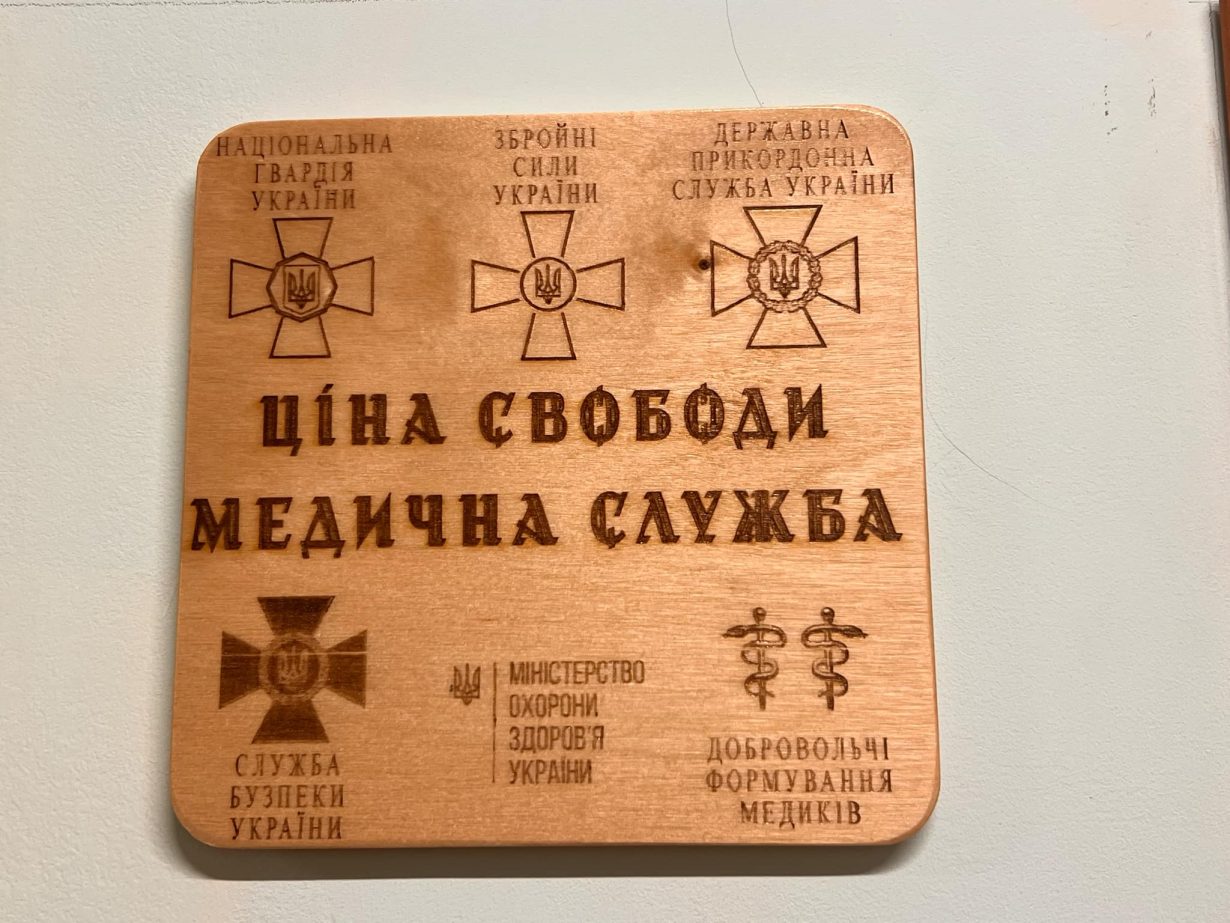 НАЦІОНАЛЬНА
ГВАРДІЯ
УКРАЇНИ
ЗБРОЙНІ
СИЛИ
УКРАЇНИ
ДЕРЖАВНА
ПРИКОРДОННА
СЛУЖБА УКРАЇНИ
ЦІНА СВОБОДИ
МЕДИЧНА СЛУЖБА
СЛУЖБА
БУЗПЕКИ
УКРАЇНИ
МІНІСТЕРСТВО
ОХОРОНИ
ЗДОРОВ'Я
УКРАЇНИ
ДОБРОВОЛЬЧІ
ФОРМУВАННЯ
МЕДИКІВ